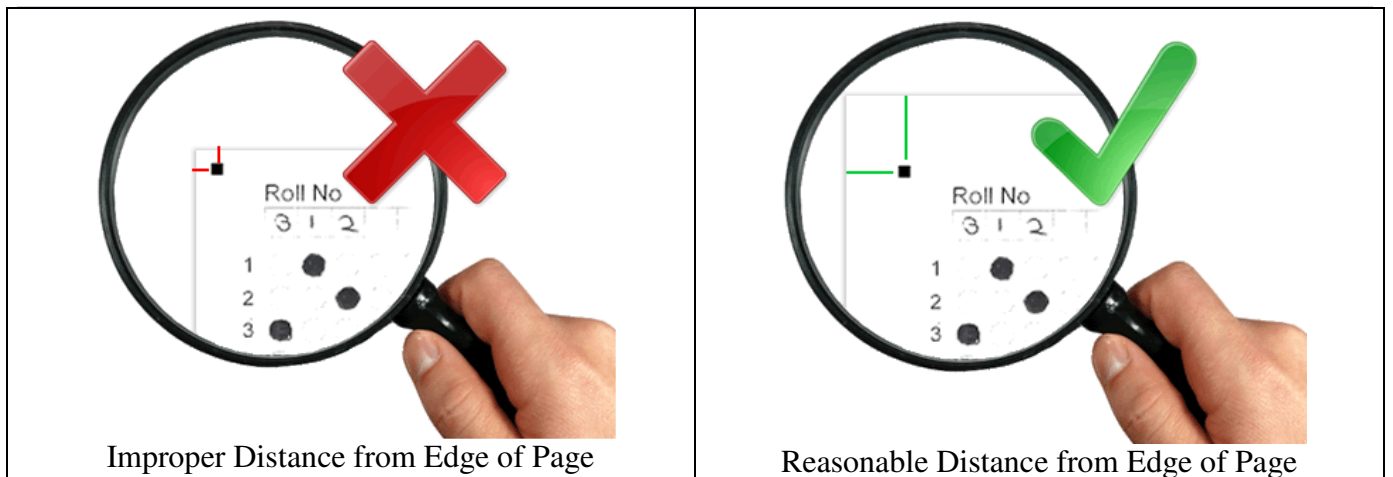 Roll No
3 1 2
1
2
3
Improper Distance from Edge of Page
Roll No
3 1 2
1
2
3
Reasonable Distance from Edge of Page